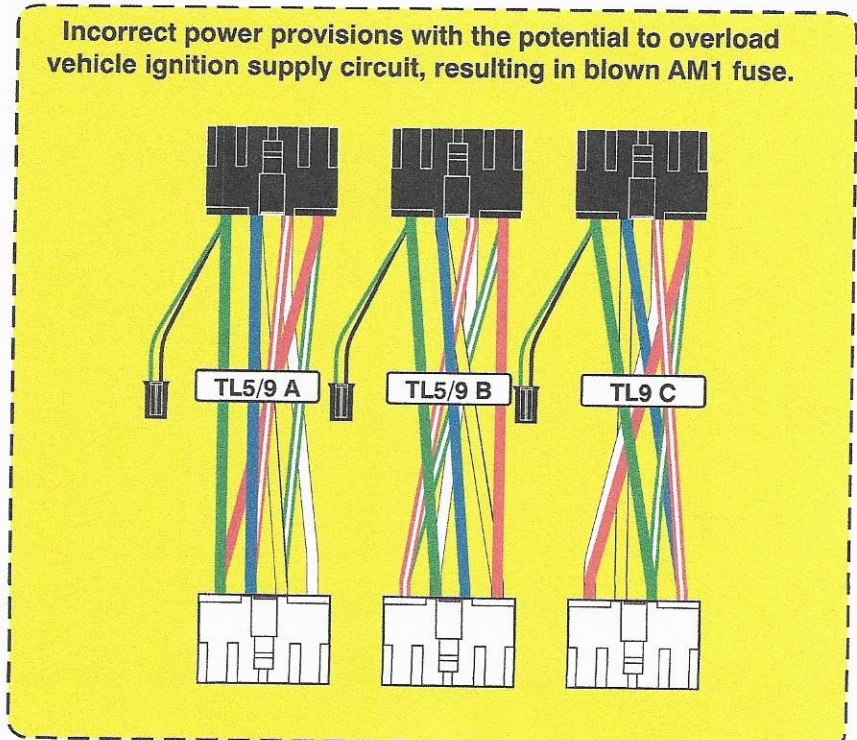 Incorrect power provisions with the potential to overload
vehicle ignition supply circuit, resulting in blown AM1 fuse.
TL5/9 A
TL5/9 B
TL9 C